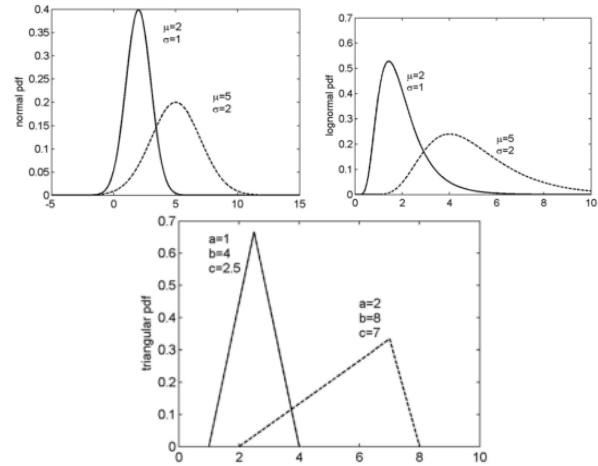 normal pdf
0.4
0.35
0.3
0.25
0.2
0.15
0.1
0.05
0
-5
0
5
10
15
μ=2
σ=1
μ=5
σ=2
lognormal pdf
0.7
0.6
0.5
0.4
0.3
0.2
0.1
0
0
2
4
6
8
10
μ=2
σ=1
μ=5
σ=2
triangular pdf
0.7
0.6
0.5
0.4
0.3
0.2
0.1
0
0
2
4
6
8
10
a=1
b=4
c=2.5
a=2
b=8
c=7